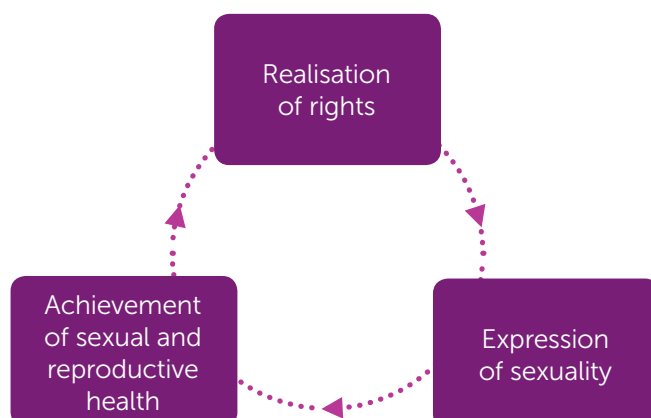 Realisation
of rights
Achievement
of sexual and
reproductive
health
Expression
of sexuality